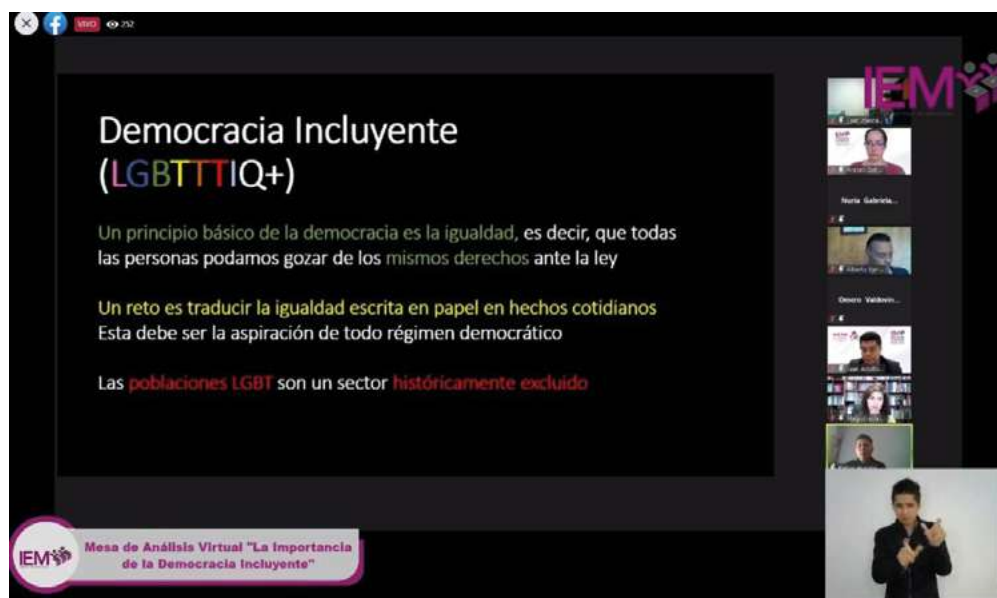 VIVO 252
IEM
Democracia Incluyente
(LGBTTTIQ+)
Un principio básico de la democracia es la igualdad, es decir, que todas
las personas podamos gozar de los mismos derechos ante la ley
Un reto es traducir la igualdad escrita en papel en hechos cotidianos
Esta debe ser la aspiración de todo régimen democrático
Las poblaciones LGBT son un sector históricamente excluido
Nuria Gabriela...
Omero Valdovin...
IEM
Mesa de Análisis Virtual "La Importancia
de la Democracia Incluyente"